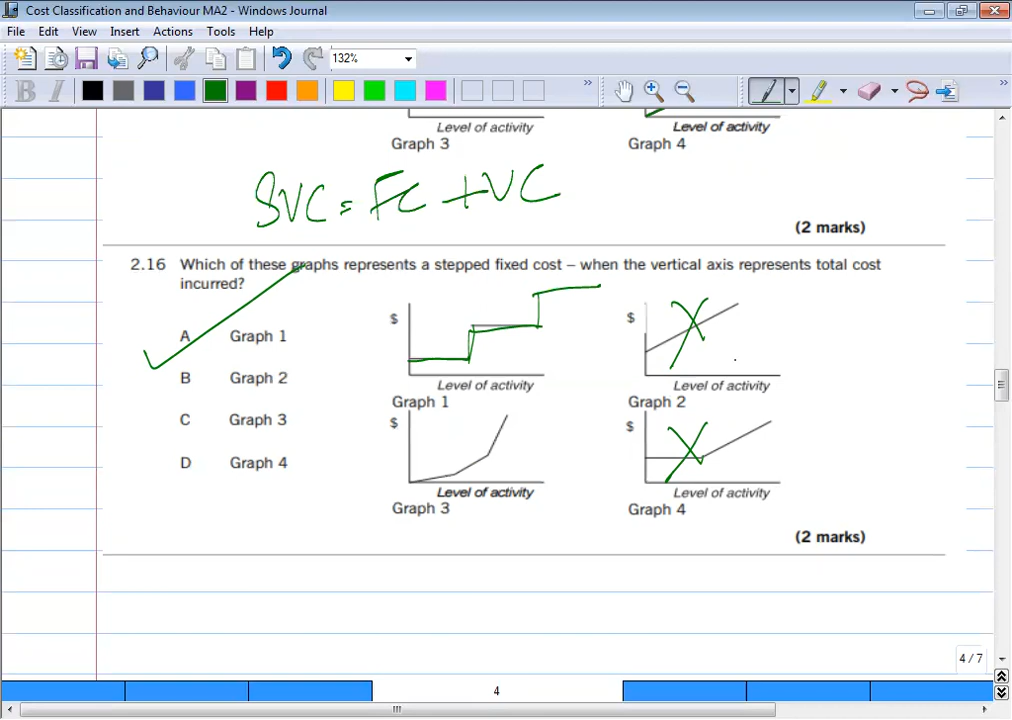 Cost Classification and Behaviour MA2 - Windows Journal
File Edit View Insert Actions Tools Help
132%
B I
Level of activity
Graph 3
Level of activity
Graph 4
SVC = FC + VC
(2 marks)
2.16 Which of these graphs represents a stepped fixed cost – when the vertical axis represents total cost
incurred?
A Graph 1
B Graph 2
C Graph 3
D Graph 4
$
Level of activity
Graph 1
$
Level of activity
Graph 2
$
Level of activity
Graph 3
$
Level of activity
Graph 4
(2 marks)
4 / 7
4